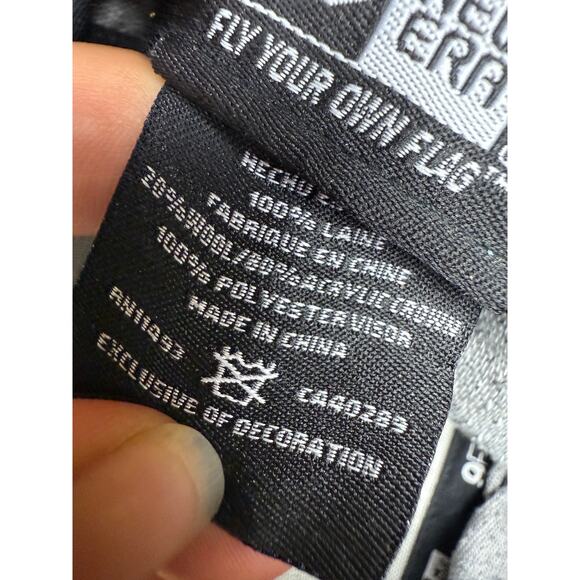 ERA
FLY YOUR OWN FLAG
HECHO E
100% LAINE
FABRIQUE EN CHINE
20% WOOL/80% ACRYLIC CROWN
100% POLYESTER VISOR
MADE IN CHINA
CA40289
EXCLUSIVE OF DECORATION